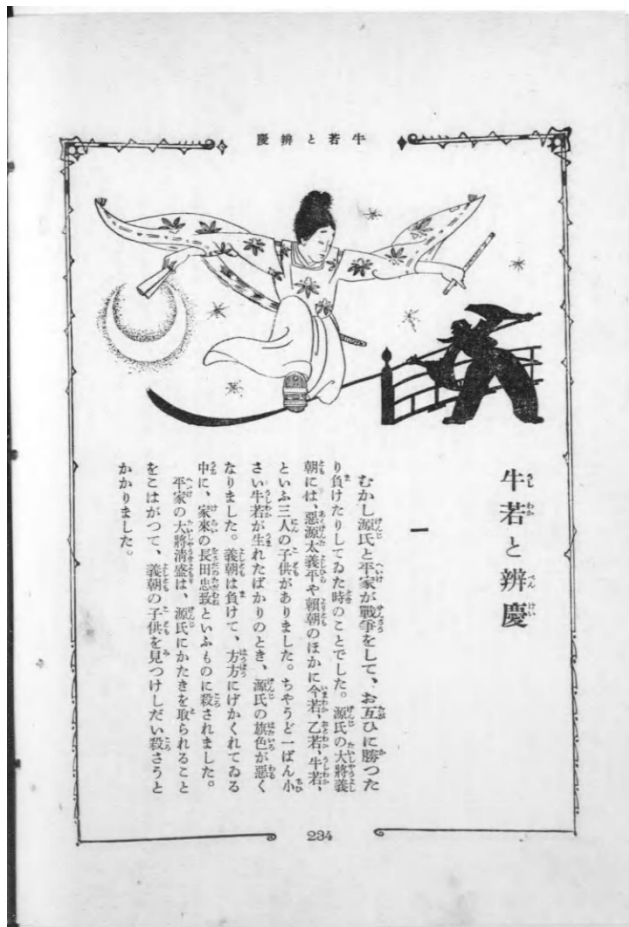 牛若と辨慶
牛若と辨慶
一
むかし源氏と平家が戰爭をして、お互ひに勝つた
り負けたりしてゐた時のことでした。源氏の大將義
朝には、惡源太義平や賴朝のほかに今若、乙若、牛若、
といふ三人の子供がありました。ちやうど一ばん小
さい牛若が生れたばかりのとき、源氏の旗色が惡く
なりました。義朝は負けて、方方にげかくれてゐる
中に、家來の長田忠致といふものに殺されました。
平家の大將清盛は、源氏にかたきを取られること
をこはがつて、義朝の子供を見つけしだい殺さうと
かかりました。
234